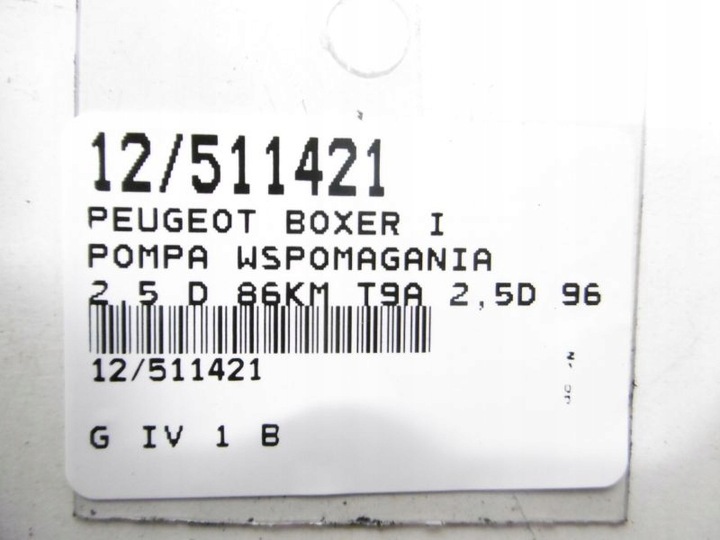 12/511421
PEUGEOT BOXER I
POMPA WSPOMAGANIA
2,5 D 86KM T9A 2,5D 96
12/511421
G IV 1 B